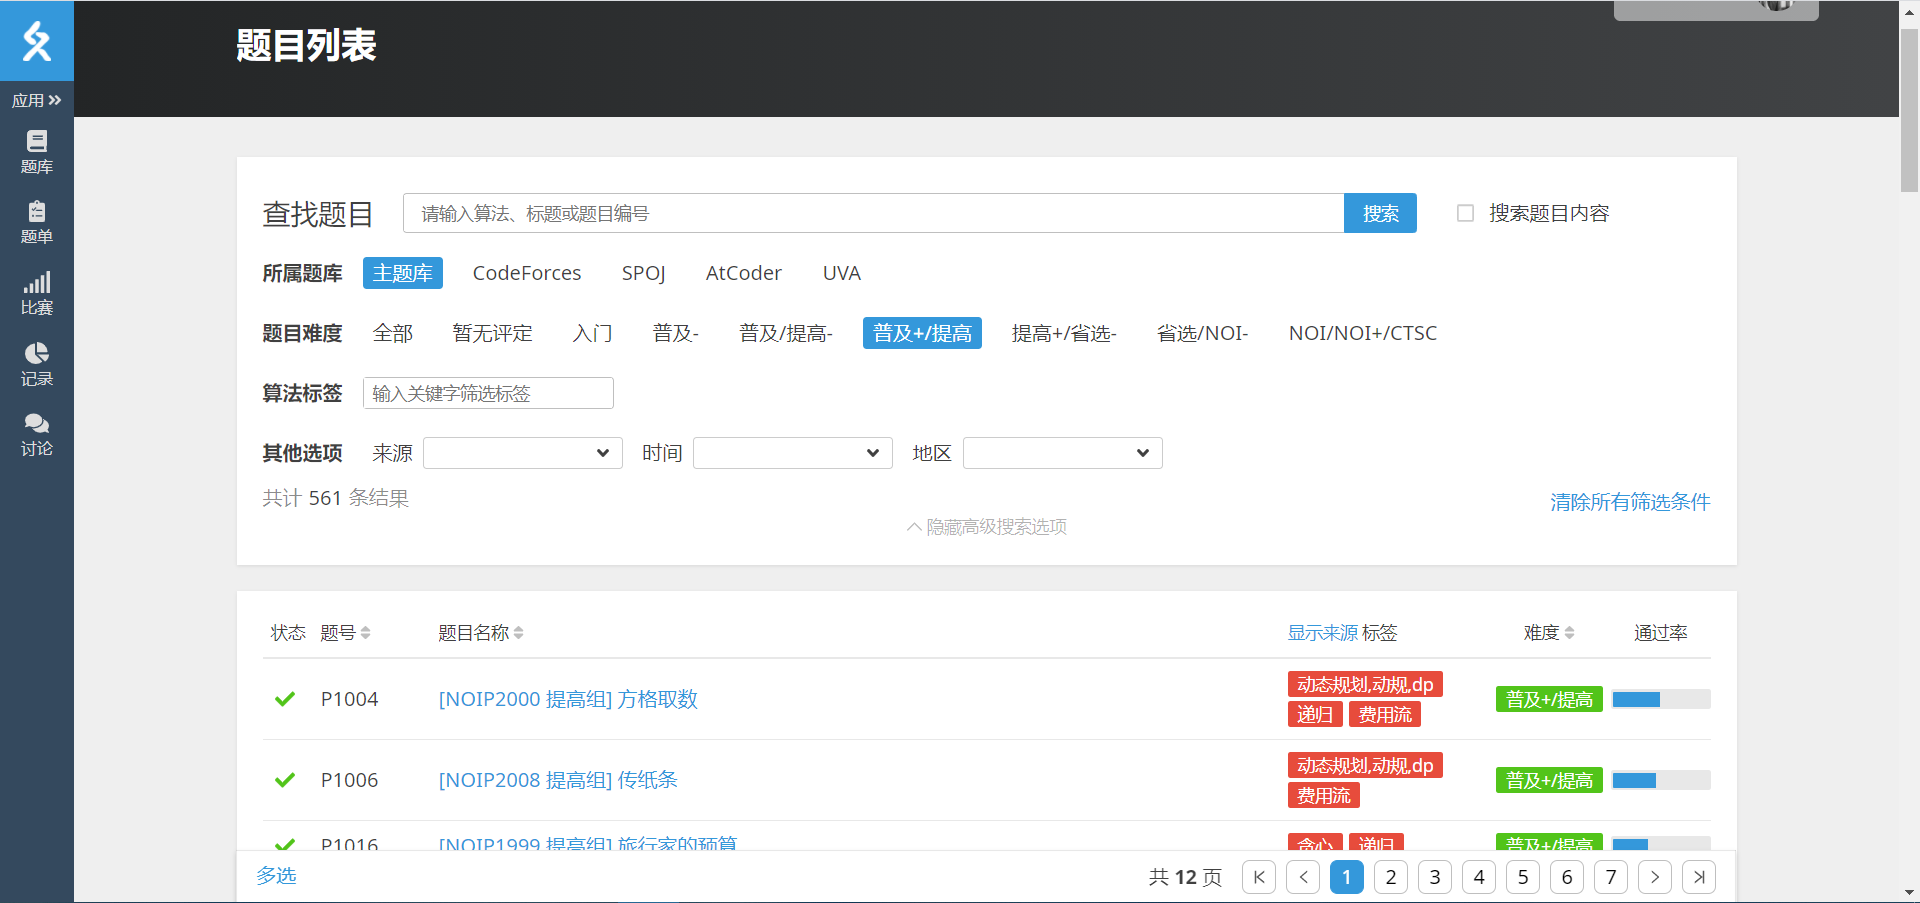 题目列表
应用
题库
题单
比赛
记录
讨论
查找题目 请输入算法、标题或题目编号 搜索 搜索题目内容
所属题库 主题库 CodeForces SPOJ AtCoder UVA
题目难度 全部 暂无评定 入门 普及- 普及/提高- 普及+/提高 提高+/省选- 省选/NOI- NOI/NOI+/CTSC
算法标签 输入关键字筛选标签
其他选项 来源 时间 地区
共计 561 条结果
清除所有筛选条件
隐藏高级搜索选项
状态 题号 题目名称 显示来源 标签 难度 通过率
P1004 [NOIP2000 提高组] 方格取数 动态规划,动规,dp 普及+/提高
递归 费用流
P1006 [NOIP2008 提高组] 传纸条 动态规划,动规,dp 普及+/提高
费用流
P1016 [NOIP1999 提高组] 旅行家的预算 贪心 递归 普及+/提高
多选 共 12 页 1 2 3 4 5 6 7